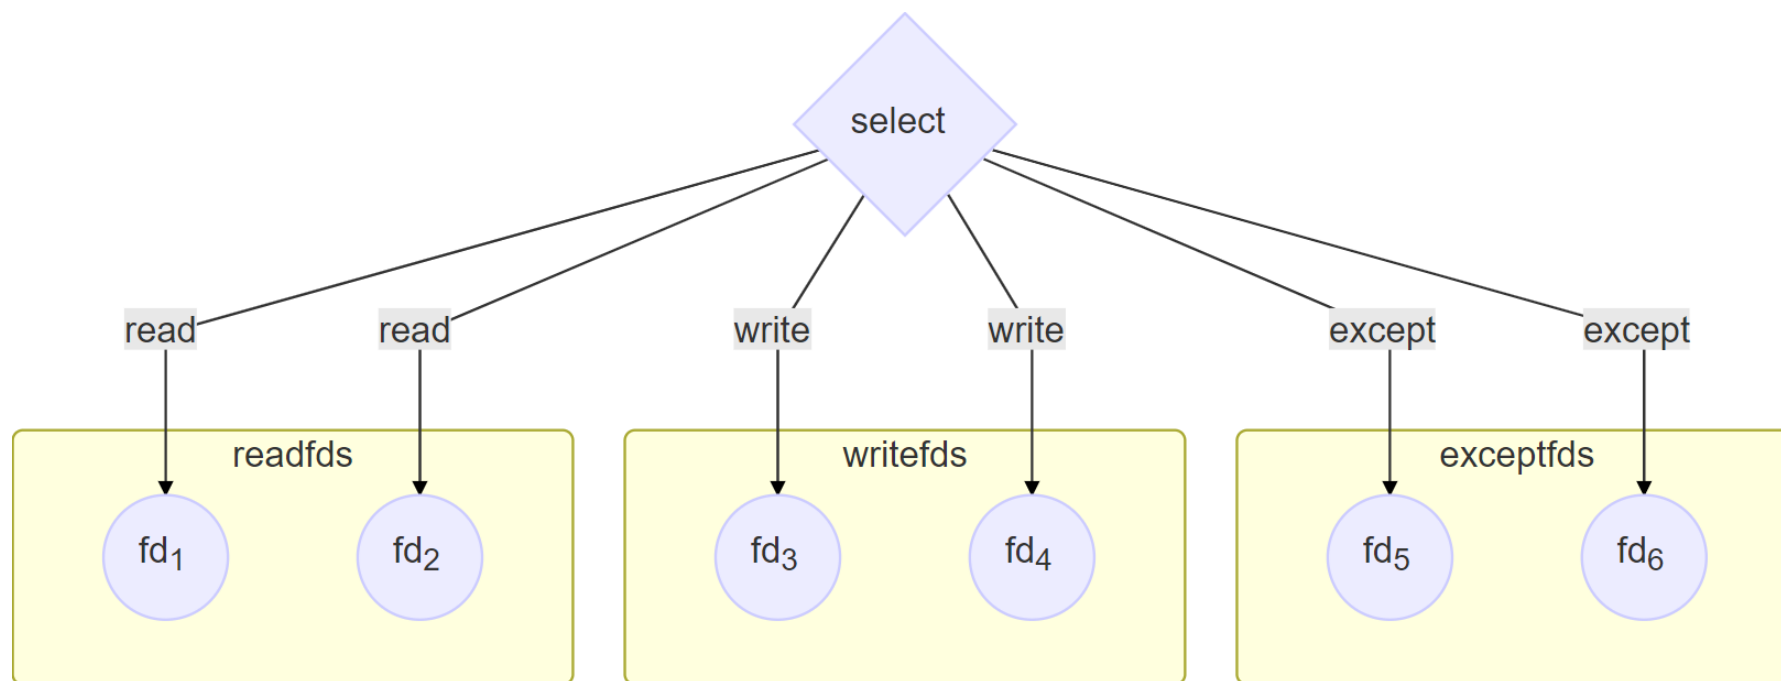 select
read
read
write
write
except
except
readfds
writefds
exceptfds
fd₁
fd₂
fd₃
fd₄
fd₅
fd₆